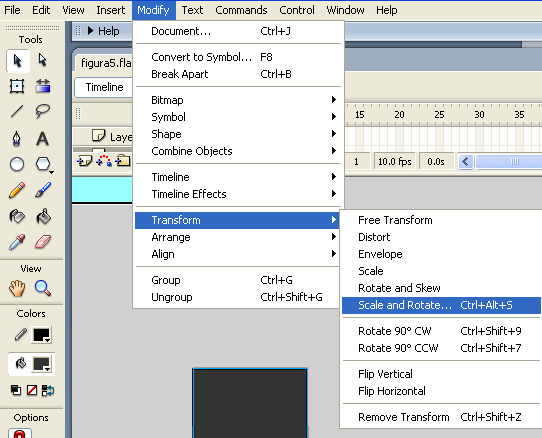 File Edit View Insert Modify Text Commands Control Window Help
Tools
View
Colors
Options
Help
figura5.fla
Timeline
15 20 25 30 35
1 10.0 fps 0.0s
Document... Ctrl+J
Convert to Symbol... F8
Break Apart Ctrl+B
Bitmap
Symbol
Shape
Combine Objects
Timeline
Timeline Effects
Transform
Arrange
Align
Group Ctrl+G
Ungroup Ctrl+Shift+G
Free Transform
Distort
Envelope
Scale
Rotate and Skew
Scale and Rotate... Ctrl+Alt+S
Rotate 90° CW Ctrl+Shift+9
Rotate 90° CCW Ctrl+Shift+7
Flip Vertical
Flip Horizontal
Remove Transform Ctrl+Shift+Z